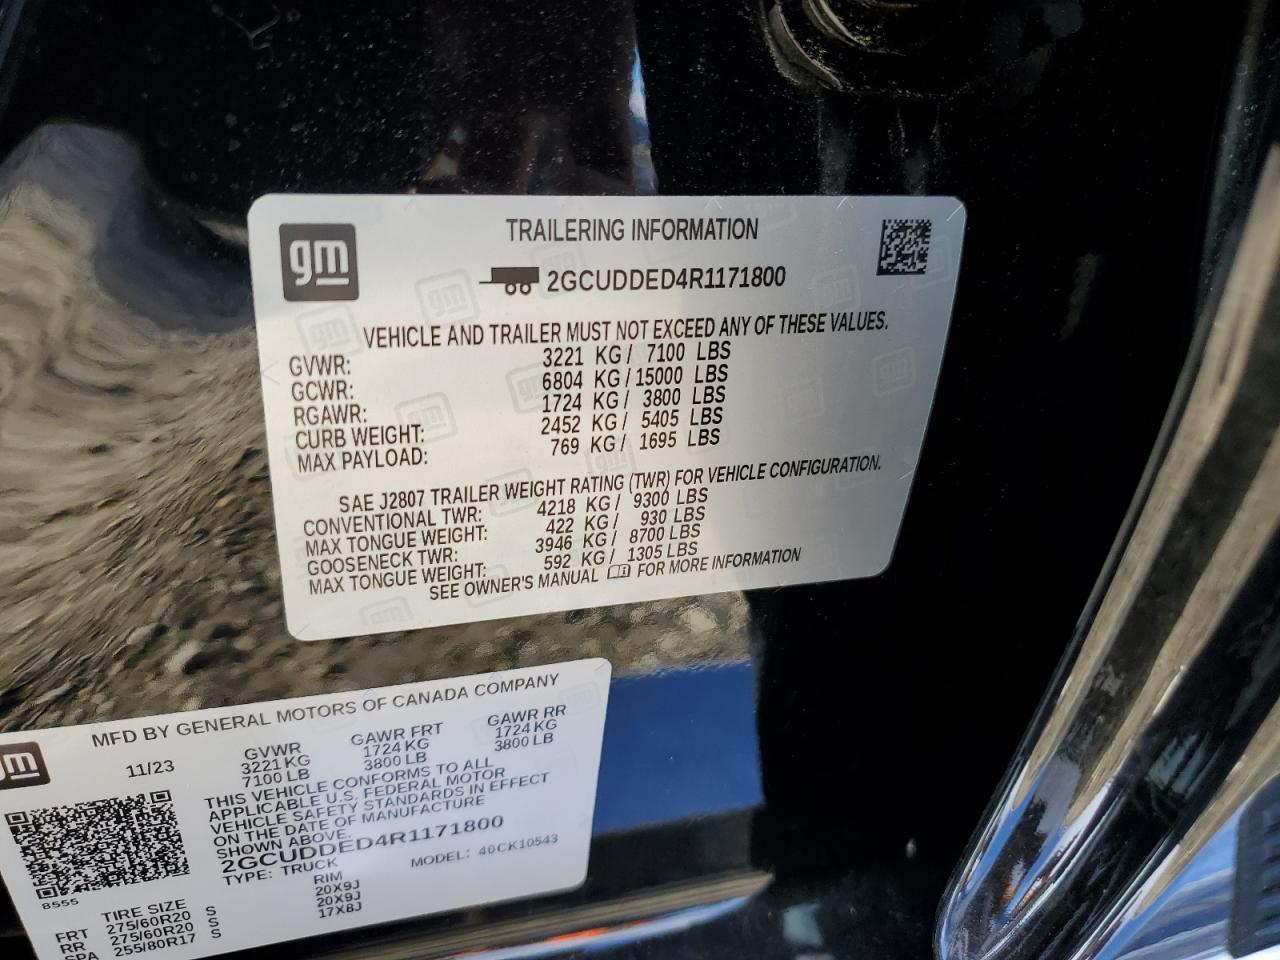 gm
TRAILERING INFORMATION
2GCUDDED4R1171800
VEHICLE AND TRAILER MUST NOT EXCEED ANY OF THESE VALUES.
GVWR: 3221 KG / 7100 LBS
GCWR: 6804 KG / 15000 LBS
RGAWR: 1724 KG / 3800 LBS
CURB WEIGHT: 2452 KG / 5405 LBS
MAX PAYLOAD: 769 KG / 1695 LBS
SAE J2807 TRAILER WEIGHT RATING (TWR) FOR VEHICLE CONFIGURATION.
CONVENTIONAL TWR: 4218 KG / 9300 LBS
MAX TONGUE WEIGHT: 422 KG / 930 LBS
GOOSENECK TWR: 3946 KG / 8700 LBS
MAX TONGUE WEIGHT: 592 KG / 1305 LBS
SEE OWNER'S MANUAL FOR MORE INFORMATION
gm
MFD BY GENERAL MOTORS OF CANADA COMPANY
11/23 GVWR GAWR FRT GAWR RR
3221 KG 1724 KG 1724 KG
7100 LB 3800 LB 3800 LB
THIS VEHICLE CONFORMS TO ALL
APPLICABLE U.S. FEDERAL MOTOR
VEHICLE SAFETY STANDARDS IN EFFECT
ON THE DATE OF MANUFACTURE
SHOWN ABOVE.
2GCUDDED4R1171800
TYPE: TRUCK MODEL: 40CK10543
8555
TIRE SIZE RIM
FRT 275/60R20 S 20X9J
RR 275/60R20 S 20X9J
SPA 255/80R17 S 17X8J